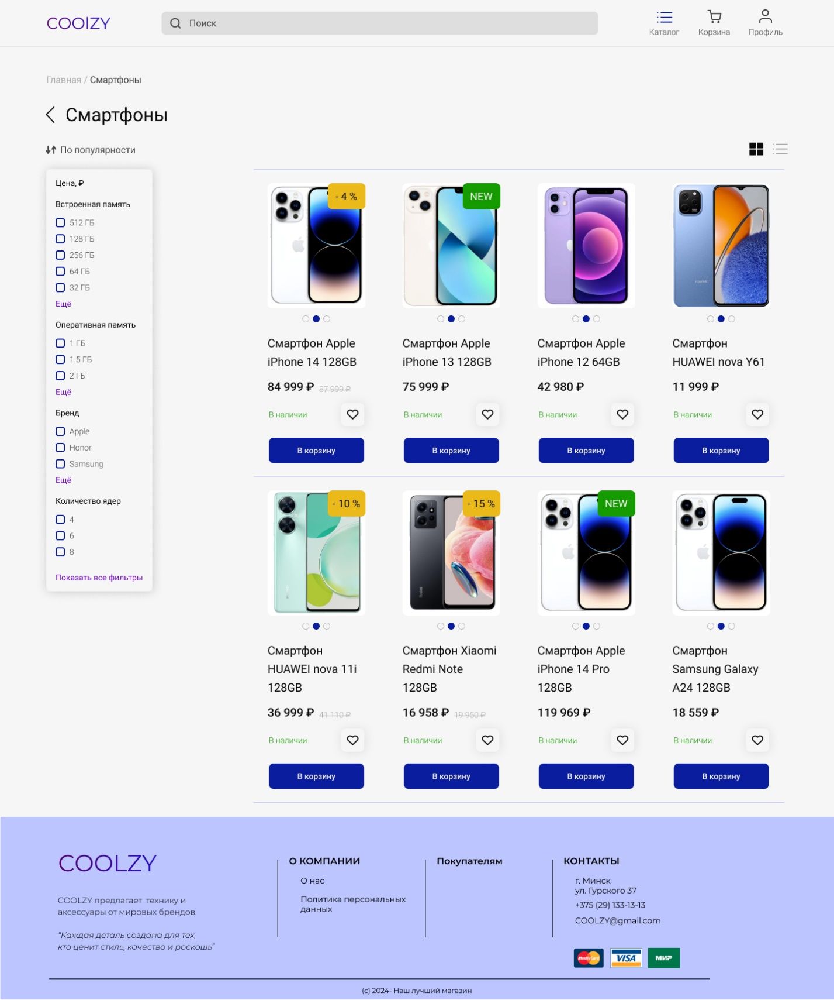 COOlZY
Поиск
Каталог
Корзина
Профиль
Главная / Смартфоны
Смартфоны
По популярности
Цена, ₽
Встроенная память
512 ГБ
128 ГБ
256 ГБ
64 ГБ
32 ГБ
Ещё
Оперативная память
1 ГБ
1.5 ГБ
2 ГБ
Ещё
Бренд
Apple
Honor
Samsung
Ещё
Количество ядер
4
6
8
Показать все фильтры
- 4 %
Смартфон Apple
iPhone 14 128GB
84 999 ₽ 87 999 ₽
В наличии
В корзину
NEW
Смартфон Apple
iPhone 13 128GB
75 999 ₽
В наличии
В корзину
Смартфон Apple
iPhone 12 64GB
42 980 ₽
В наличии
В корзину
HUAWEI
Смартфон
HUAWEI nova Y61
11 999 ₽
В наличии
В корзину
- 10 %
Смартфон
HUAWEI nova 11i
128GB
36 999 ₽ 41 110 ₽
В наличии
В корзину
- 15 %
Redmi
Смартфон Xiaomi
Redmi Note
128GB
16 958 ₽ 19 950 ₽
В наличии
В корзину
NEW
Смартфон Apple
iPhone 14 Pro
128GB
119 969 ₽
В наличии
В корзину
Смартфон
Samsung Galaxy
A24 128GB
18 559 ₽
В наличии
В корзину
COOLZY
COOLZY предлагает технику и
аксессуары от мировых брендов.
“Каждая деталь создана для тех,
кто ценит стиль, качество и роскошь”
О КОМПАНИИ
О нас
Политика персональных
данных
Покупателям
КОНТАКТЫ
г. Минск
ул. Гурского 37
+375 (29) 133-13-13
COOLZY@gmail.com
MasterCard
VISA
МИР
(c) 2024- Наш лучший магазин